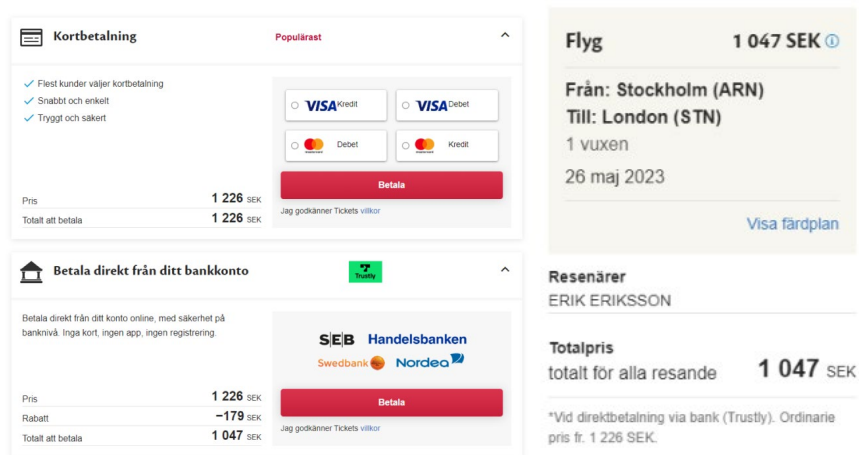 Kortbetalning
Populärast
Flest kunder väljer kortbetalning
Snabbt och enkelt
Tryggt och säkert
VISA Kredit
VISA Debet
Debet
Kredit
Betala
Jag godkänner Tickets villkor
Pris 1 226 SEK
Totalt att betala 1 226 SEK
Betala direkt från ditt bankkonto
Trustly
Betala direkt från ditt konto online, med säkerhet på
banknivå. Inga kort, ingen app, ingen registrering.
SEB Handelsbanken
Swedbank Nordea
Betala
Jag godkänner Tickets villkor
Pris 1 226 SEK
Rabatt −179 SEK
Totalt att betala 1 047 SEK
Flyg 1 047 SEK
Från: Stockholm (ARN)
Till: London (STN)
1 vuxen
26 maj 2023
Visa färdplan
Resenärer
ERIK ERIKSSON
Totalpris
totalt för alla resande 1 047 SEK
*Vid direktbetalning via bank (Trustly). Ordinarie
pris fr. 1 226 SEK.